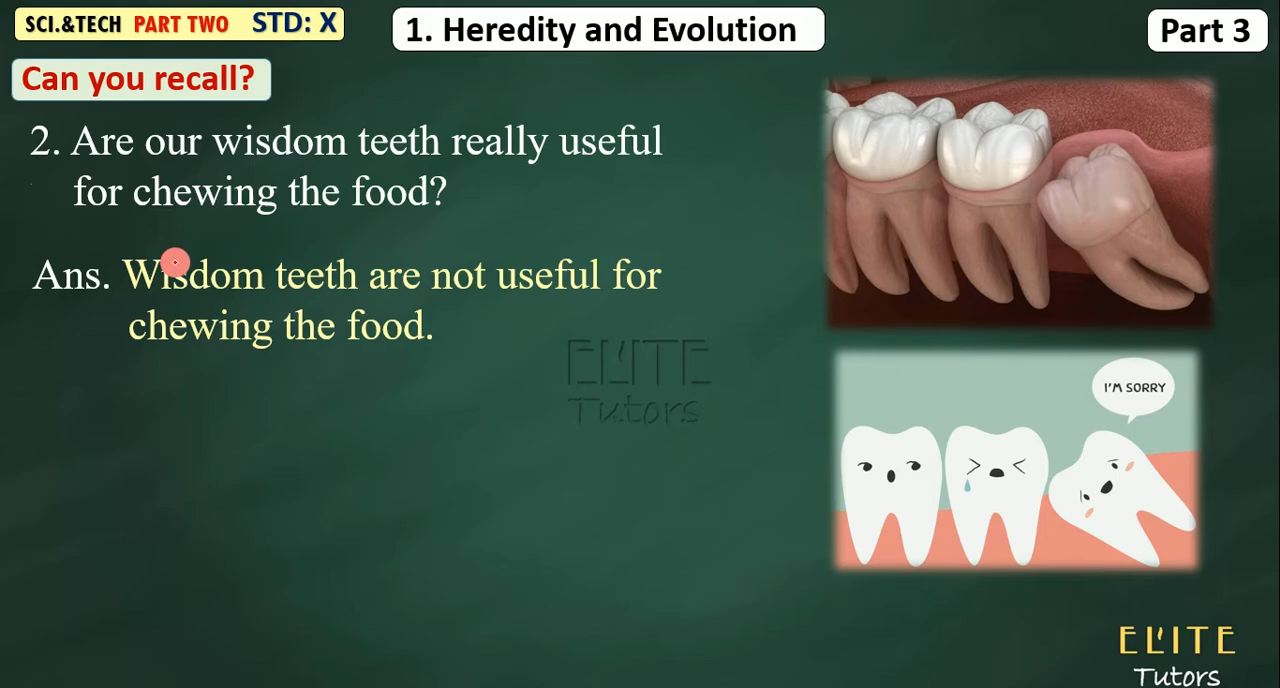 SCI.&TECH PART TWO STD: X
1. Heredity and Evolution
Part 3
Can you recall?
2. Are our wisdom teeth really useful
for chewing the food?
Ans. Wisdom teeth are not useful for
chewing the food.
ELITE
Tutors
I'M SORRY
ELITE
Tutors